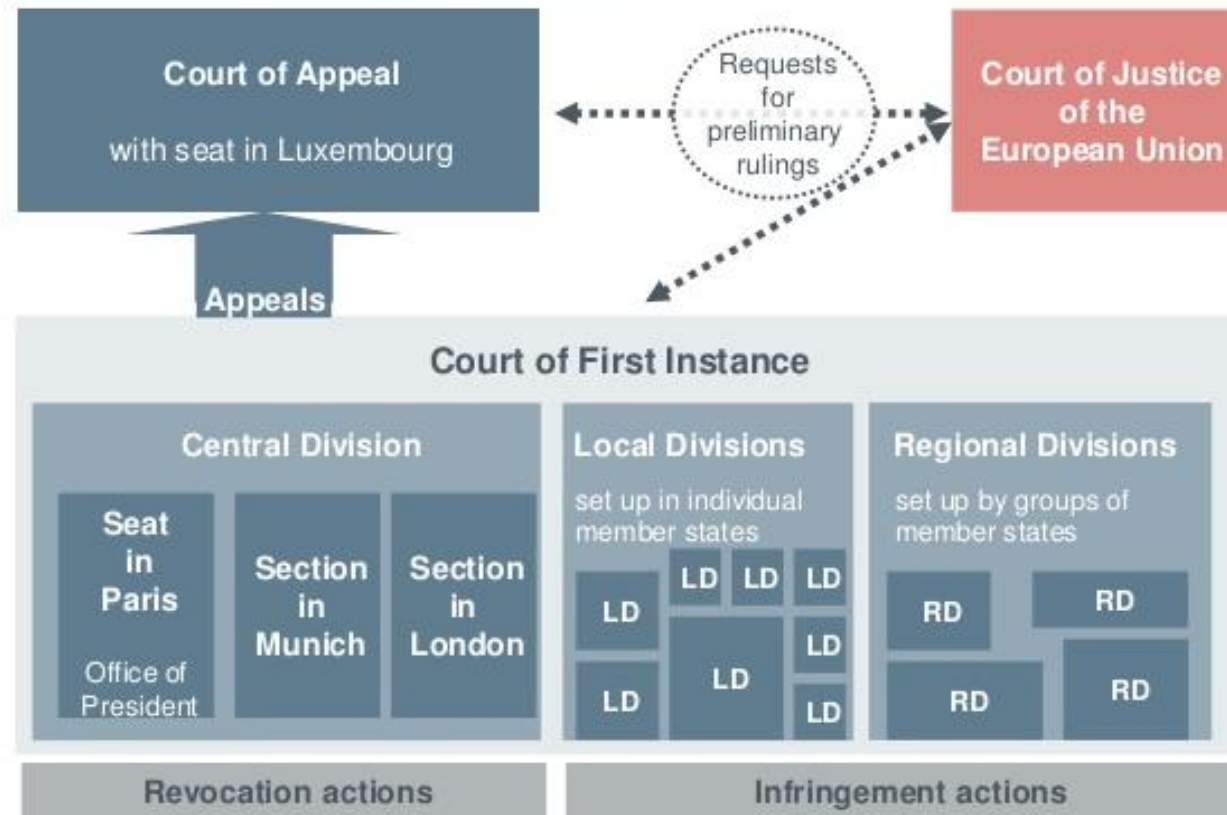 Court of Appeal
with seat in Luxembourg
Requests
for
preliminary
rulings
Court of Justice
of the
European Union
Appeals
Court of First Instance
Central Division
Seat
in
Paris
Office of
President
Section
in
Munich
Section
in
London
Local Divisions
set up in individual
member states
LD
LD
LD
LD
LD
LD
LD
LD
Regional Divisions
set up by groups of
member states
RD
RD
RD
RD
Revocation actions
Infringement actions